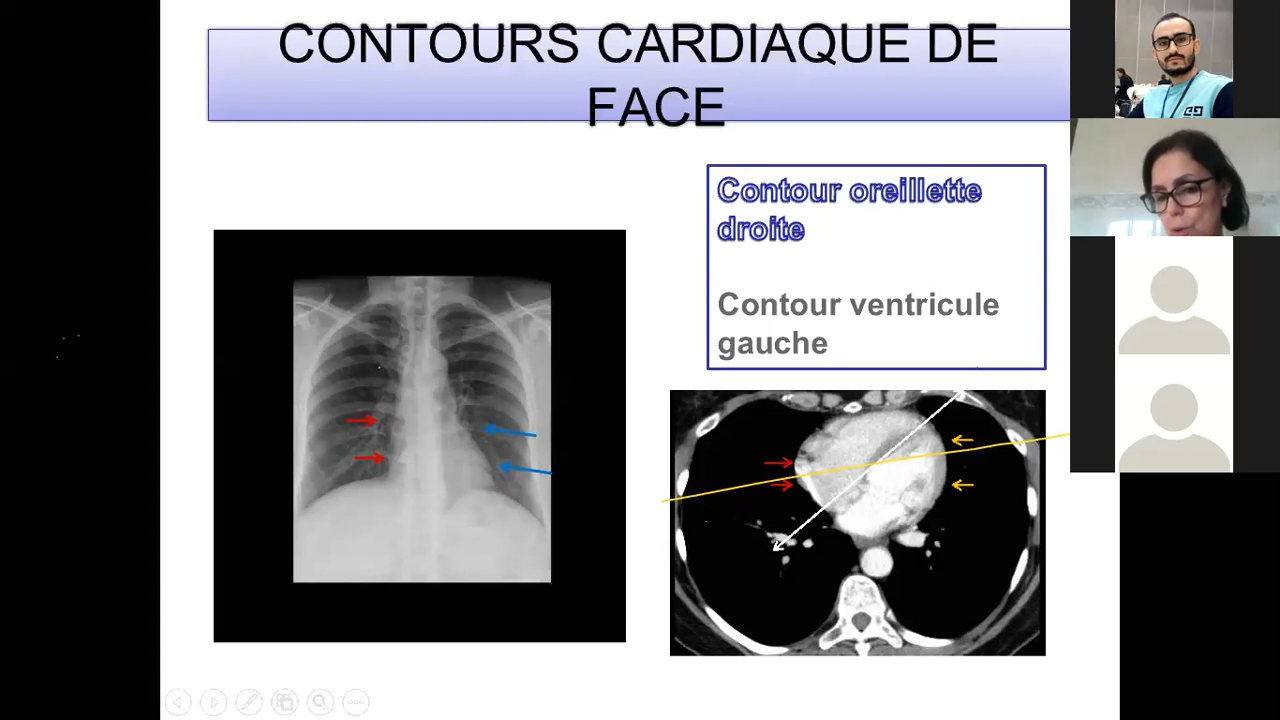 CONTOURS CARDIAQUE DE
FACE
Contour oreillette
droite
Contour ventricule
gauche